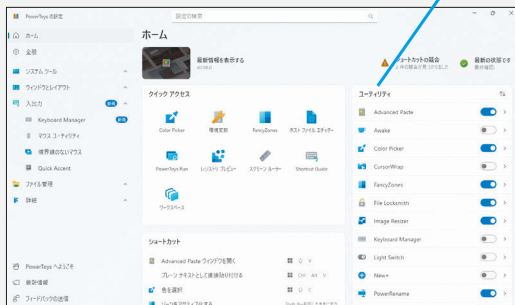 PowerToys の設定
設定の検索
ホーム
全般
システム ツール
ウィンドウとレイアウト
入出力
Keyboard Manager
マウス ユーティリティ
境界線のないマウス
Quick Accent
ファイル管理
詳細
PowerToys へようこそ
最新情報
フィードバックの送信
ホーム
最新情報を表示する
ショートカットの競合
最新の状態です
クイック アクセス
Color Picker
環境変数
FancyZones
ホスト ファイル エディター
PowerToys Run
レジストリ プレビュー
スクリーン ルーラー
Shortcut Guide
ワークスペース
ショートカット
Advanced Paste ウィンドウを開く
プレーン テキストとして直接貼り付ける
Ctrl Alt V
色を選択
ユーティリティ
Advanced Paste
Awake
Color Picker
CursorWrap
FancyZones
File Locksmith
Image Resizer
Keyboard Manager
Light Switch
New+
PowerRename